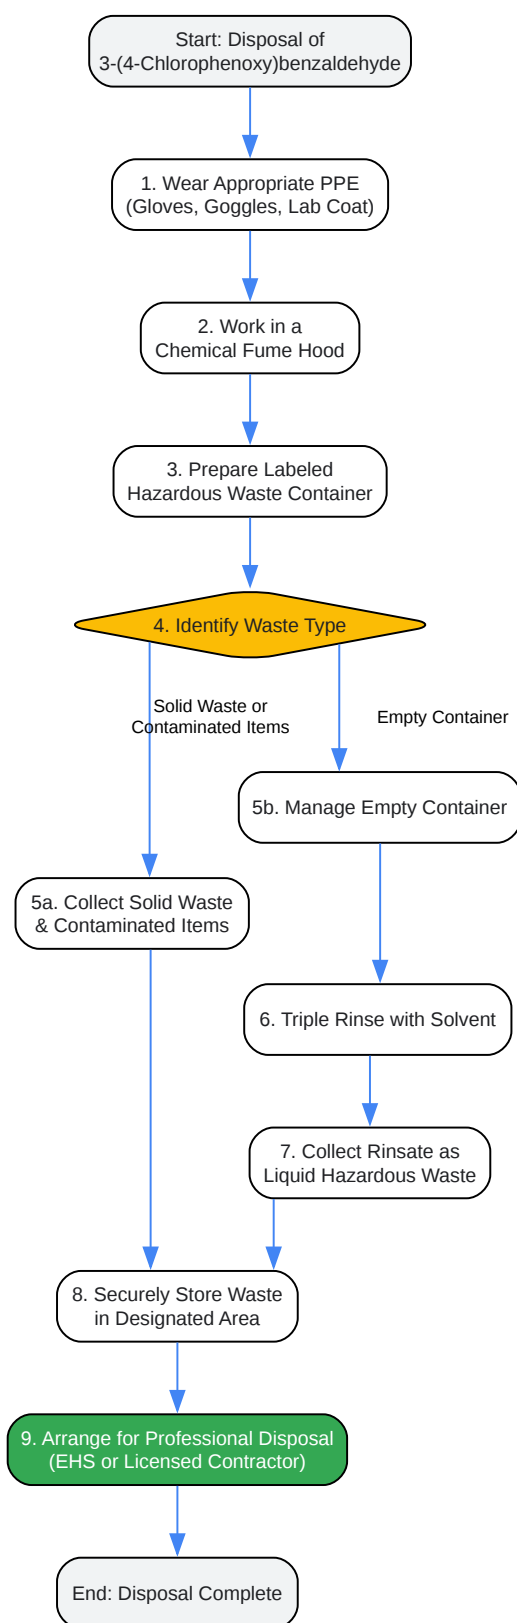 Start: Disposal of
3-(4-Chlorophenoxy)benzaldehyde
1. Wear Appropriate PPE
(Gloves, Goggles, Lab Coat)
2. Work in a
Chemical Fume Hood
3. Prepare Labeled
Hazardous Waste Container
4. Identify Waste Type
Solid Waste or
Contaminated Items
Empty Container
5b. Manage Empty Container
5a. Collect Solid Waste
& Contaminated Items
6. Triple Rinse with Solvent
7. Collect Rinsate as
Liquid Hazardous Waste
8. Securely Store Waste
in Designated Area
9. Arrange for Professional Disposal
(EHS or Licensed Contractor)
End: Disposal Complete